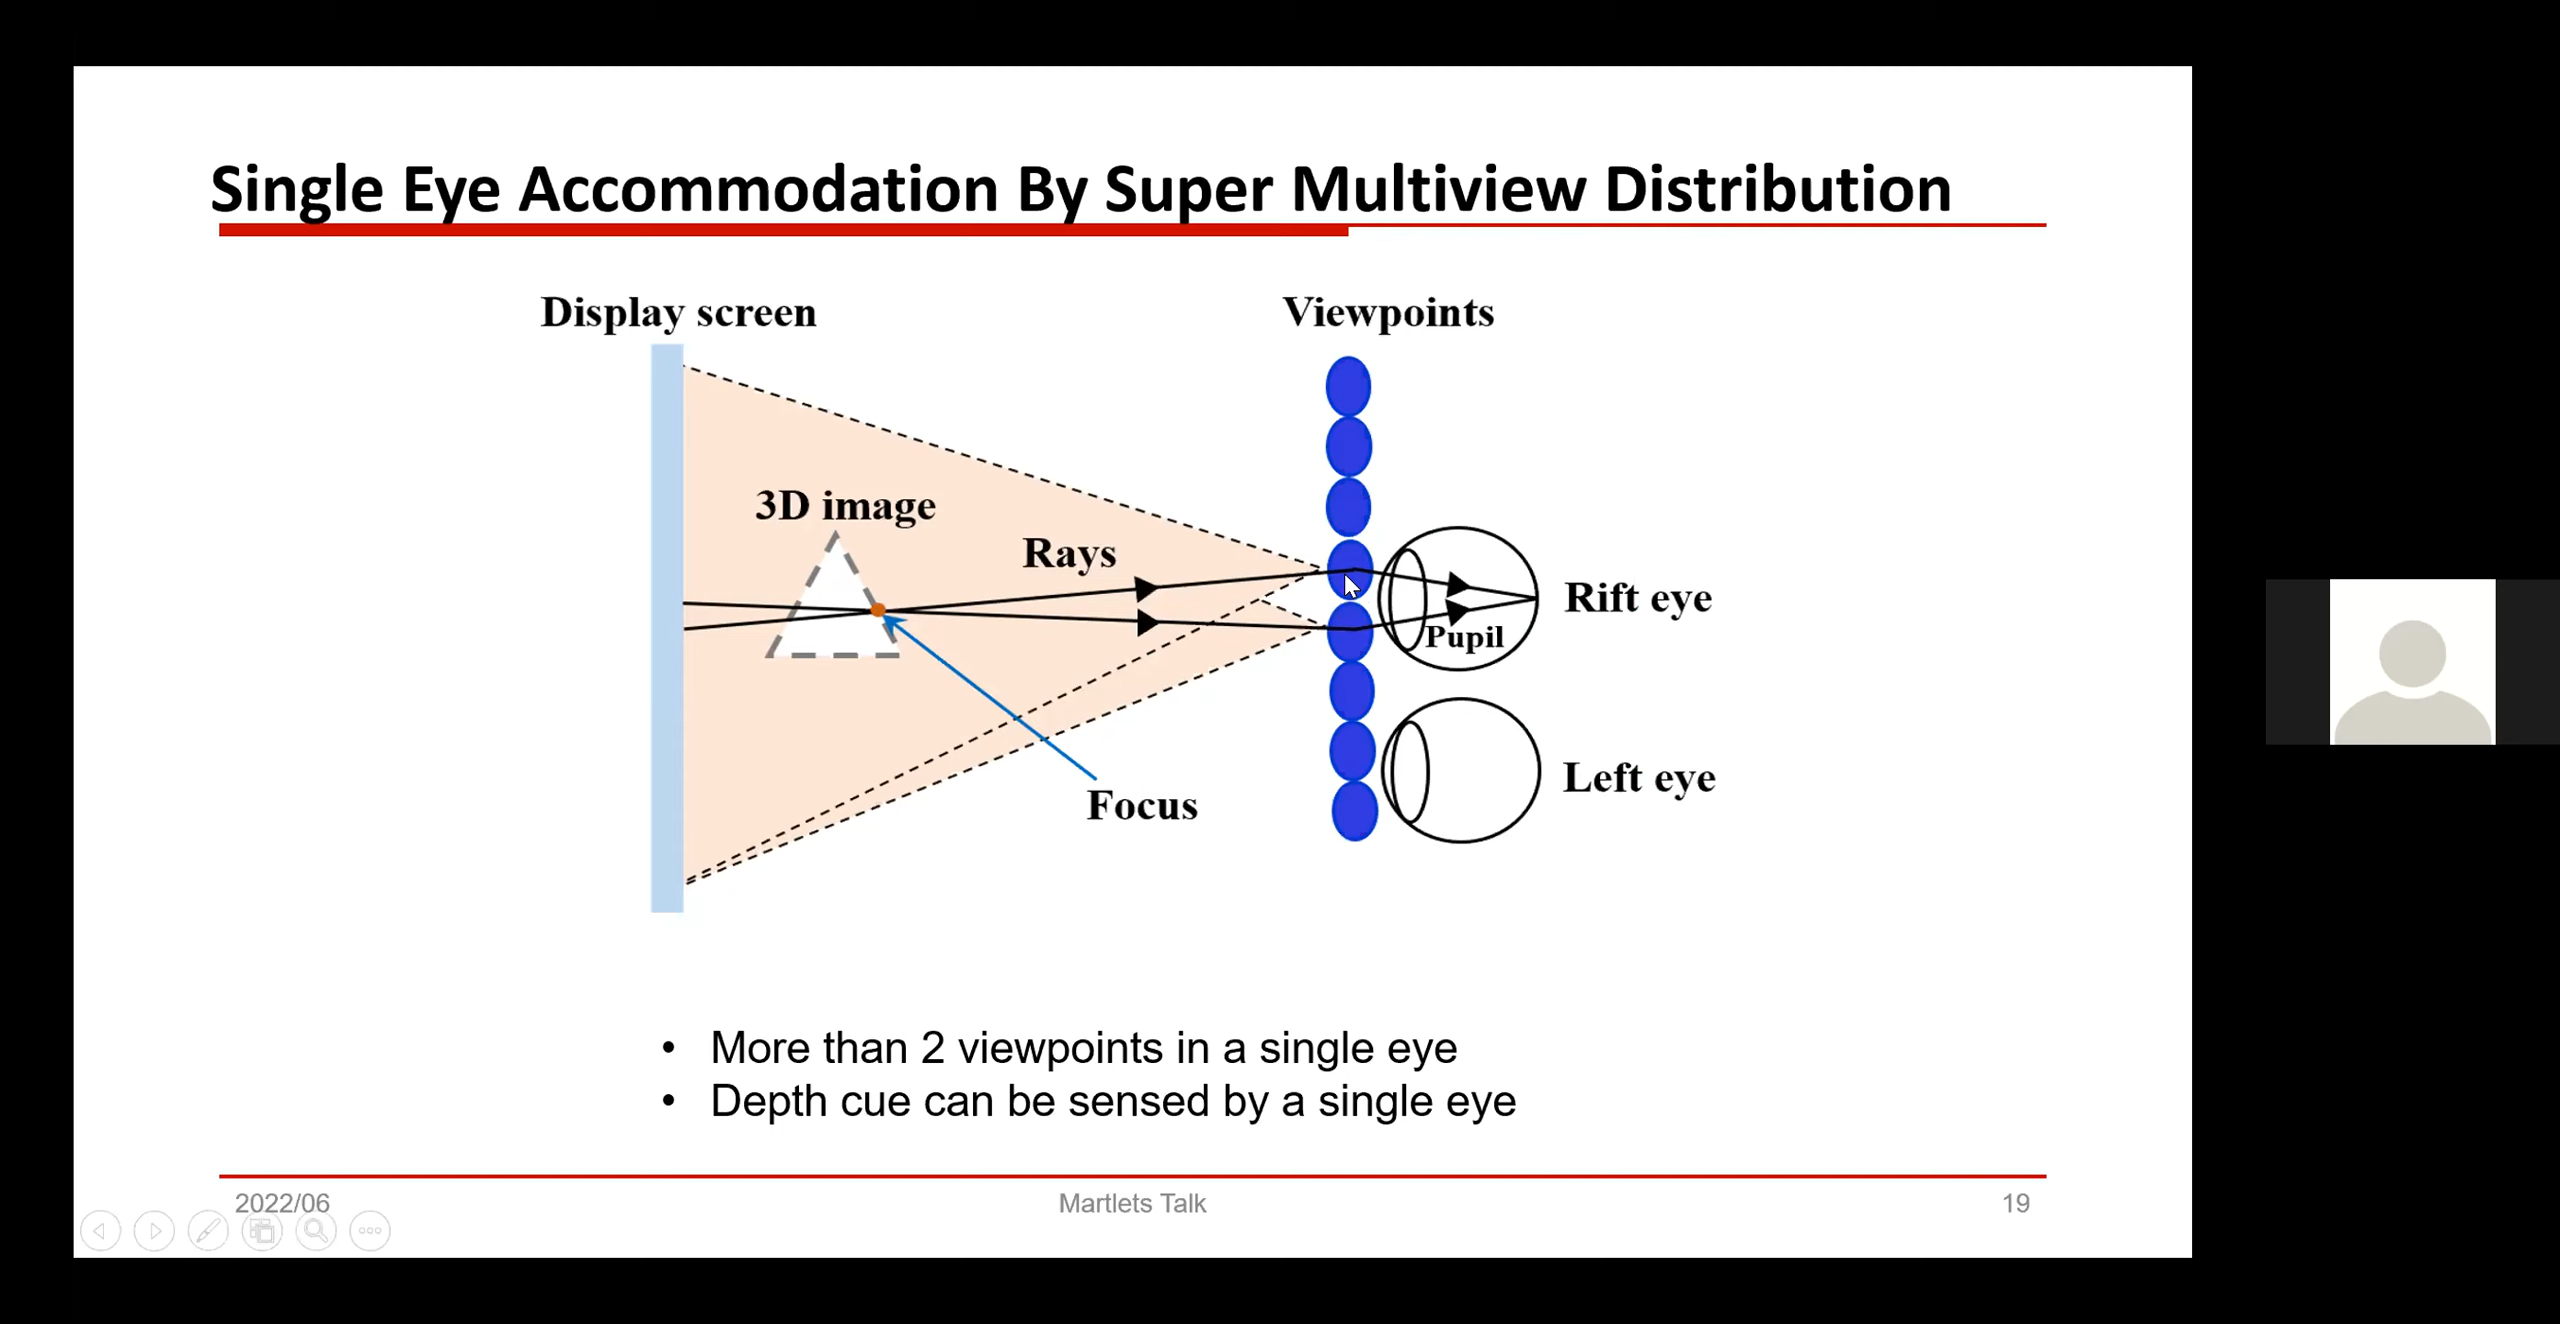 Single Eye Accommodation By Super Multiview Distribution
Display screen
Viewpoints
3D image
Rays
Rift eye
Pupil
Left eye
Focus
• More than 2 viewpoints in a single eye
• Depth cue can be sensed by a single eye
2022/06
Martlets Talk
19